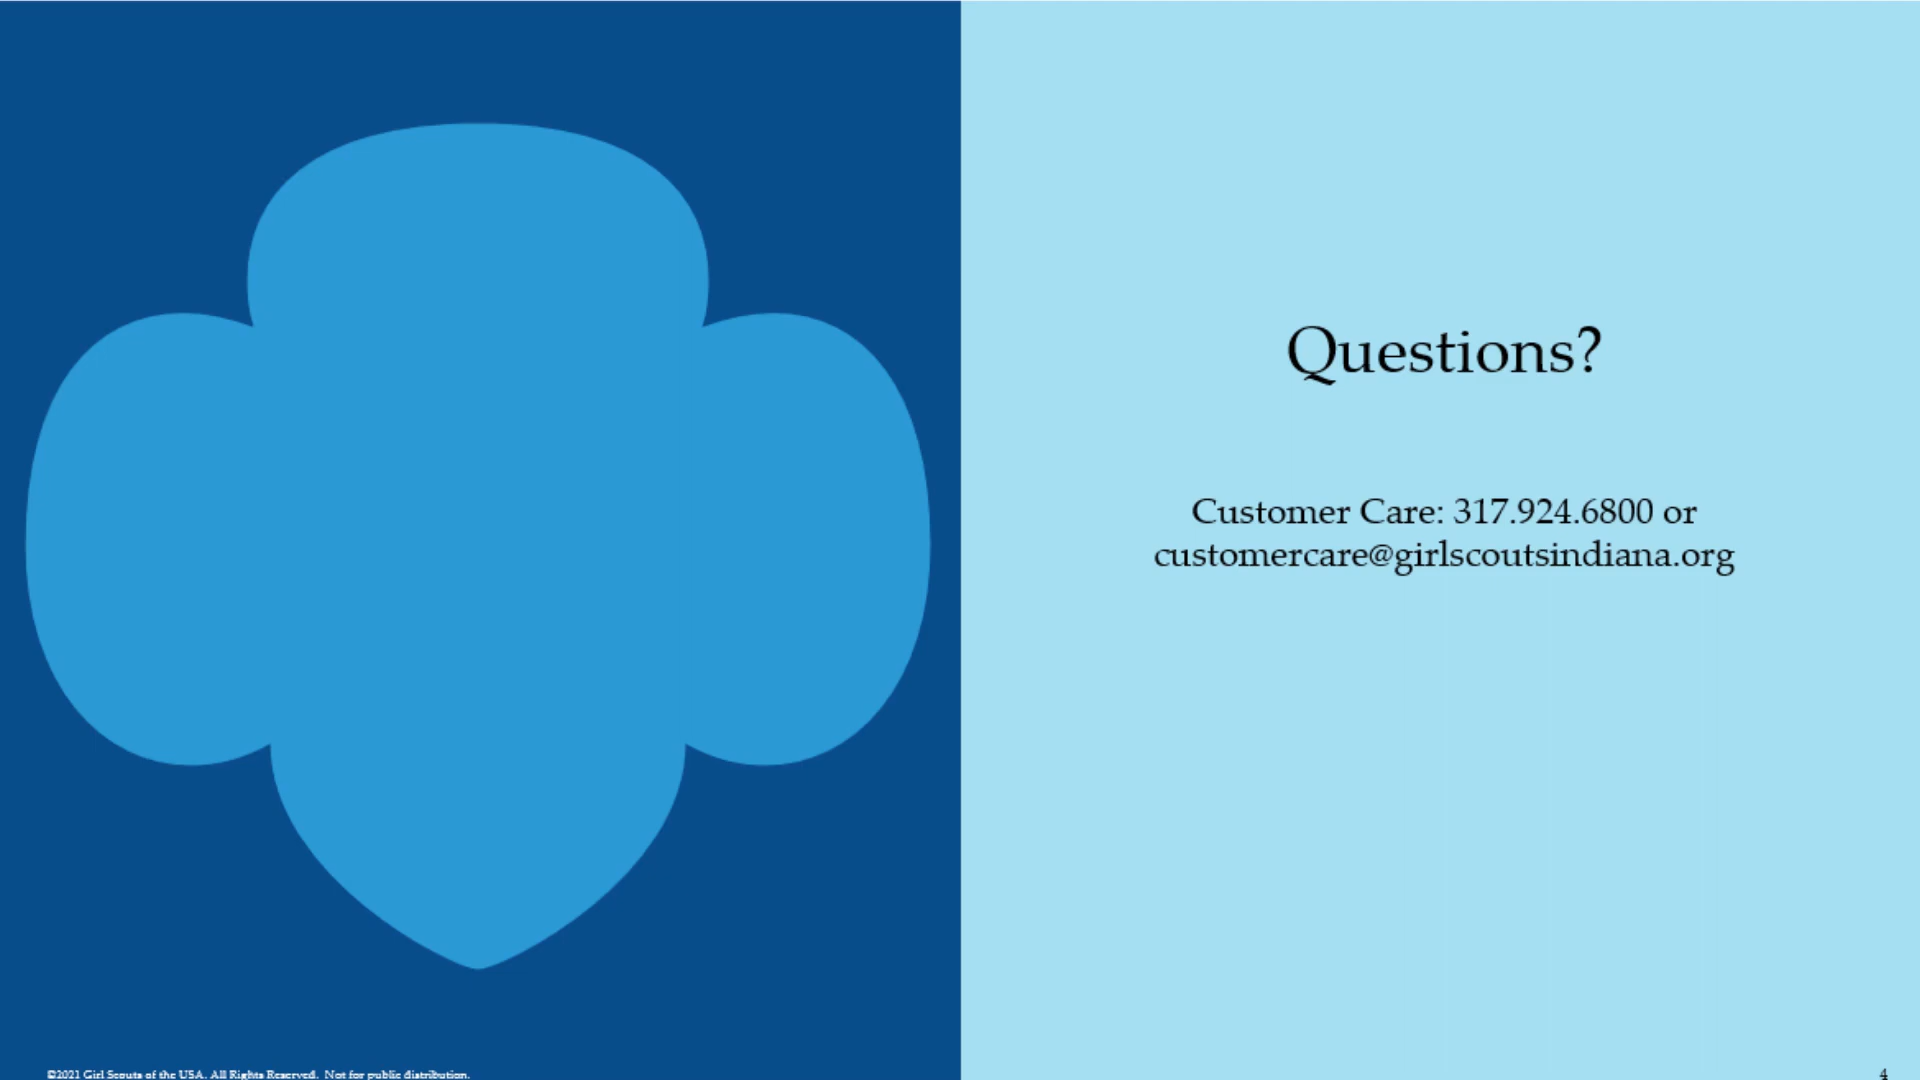 Questions?
Customer Care: 317.924.6800 or
customercare@girlscoutsindiana.org
©2021 Girl Scouts of the USA. All Rights Reserved. Not for public distribution.
4